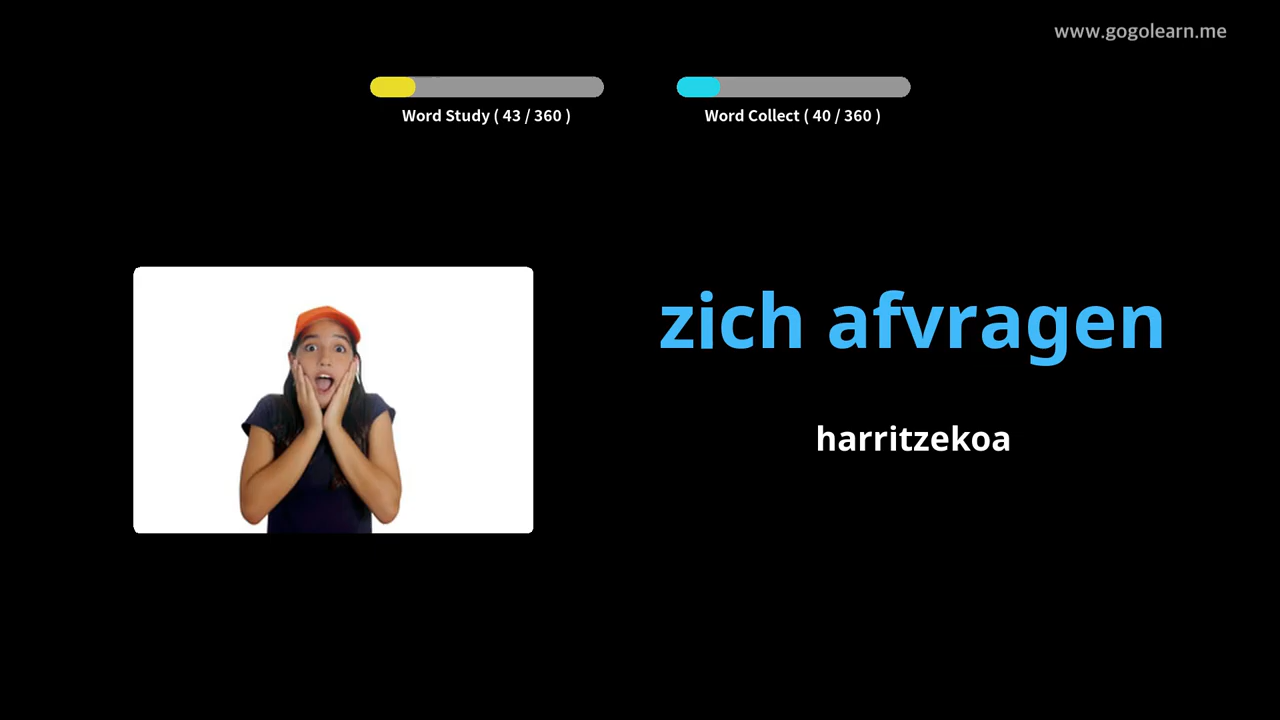 www.gogolearn.me
Word Study ( 43 / 360 )
Word Collect ( 40 / 360 )
zich afvragen
harritzekoa